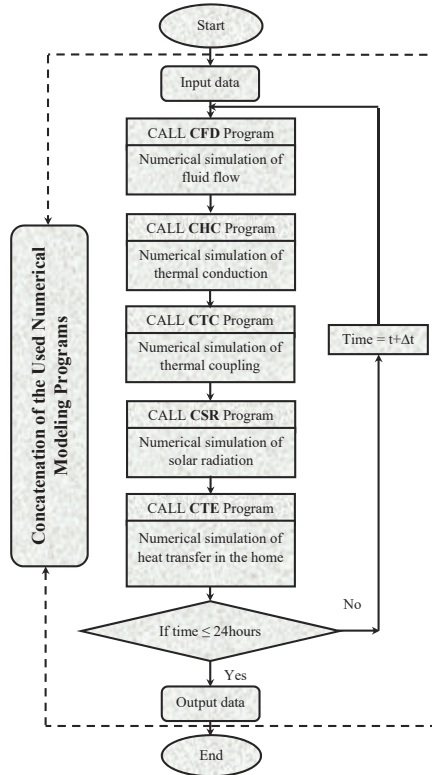 Start
Input data
CALL CFD Program
Numerical simulation of
fluid flow
CALL CHC Program
Numerical simulation of
thermal conduction
CALL CTC Program
Numerical simulation of
thermal coupling
CALL CSR Program
Numerical simulation of
solar radiation
CALL CTE Program
Numerical simulation of
heat transfer in the home
If time ≤ 24hours
No
Time = t+Δt
Yes
Output data
End
Concatenation of the Used Numerical
Modeling Programs